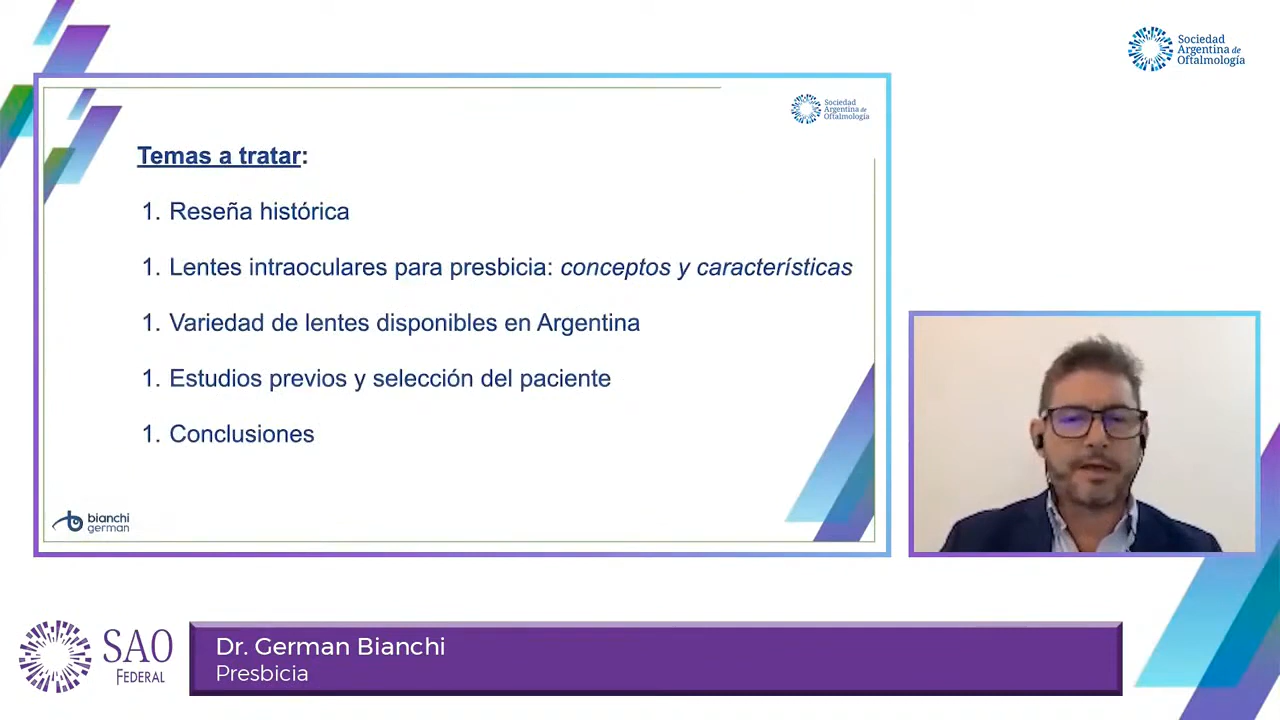 Sociedad
Argentina de
Oftalmología
Sociedad
Argentina de
Oftalmología
Temas a tratar:
1. Reseña histórica
1. Lentes intraoculares para presbicia: conceptos y características
1. Variedad de lentes disponibles en Argentina
1. Estudios previos y selección del paciente
1. Conclusiones
bianchi
german
SAO
FEDERAL
Dr. German Bianchi
Presbicia